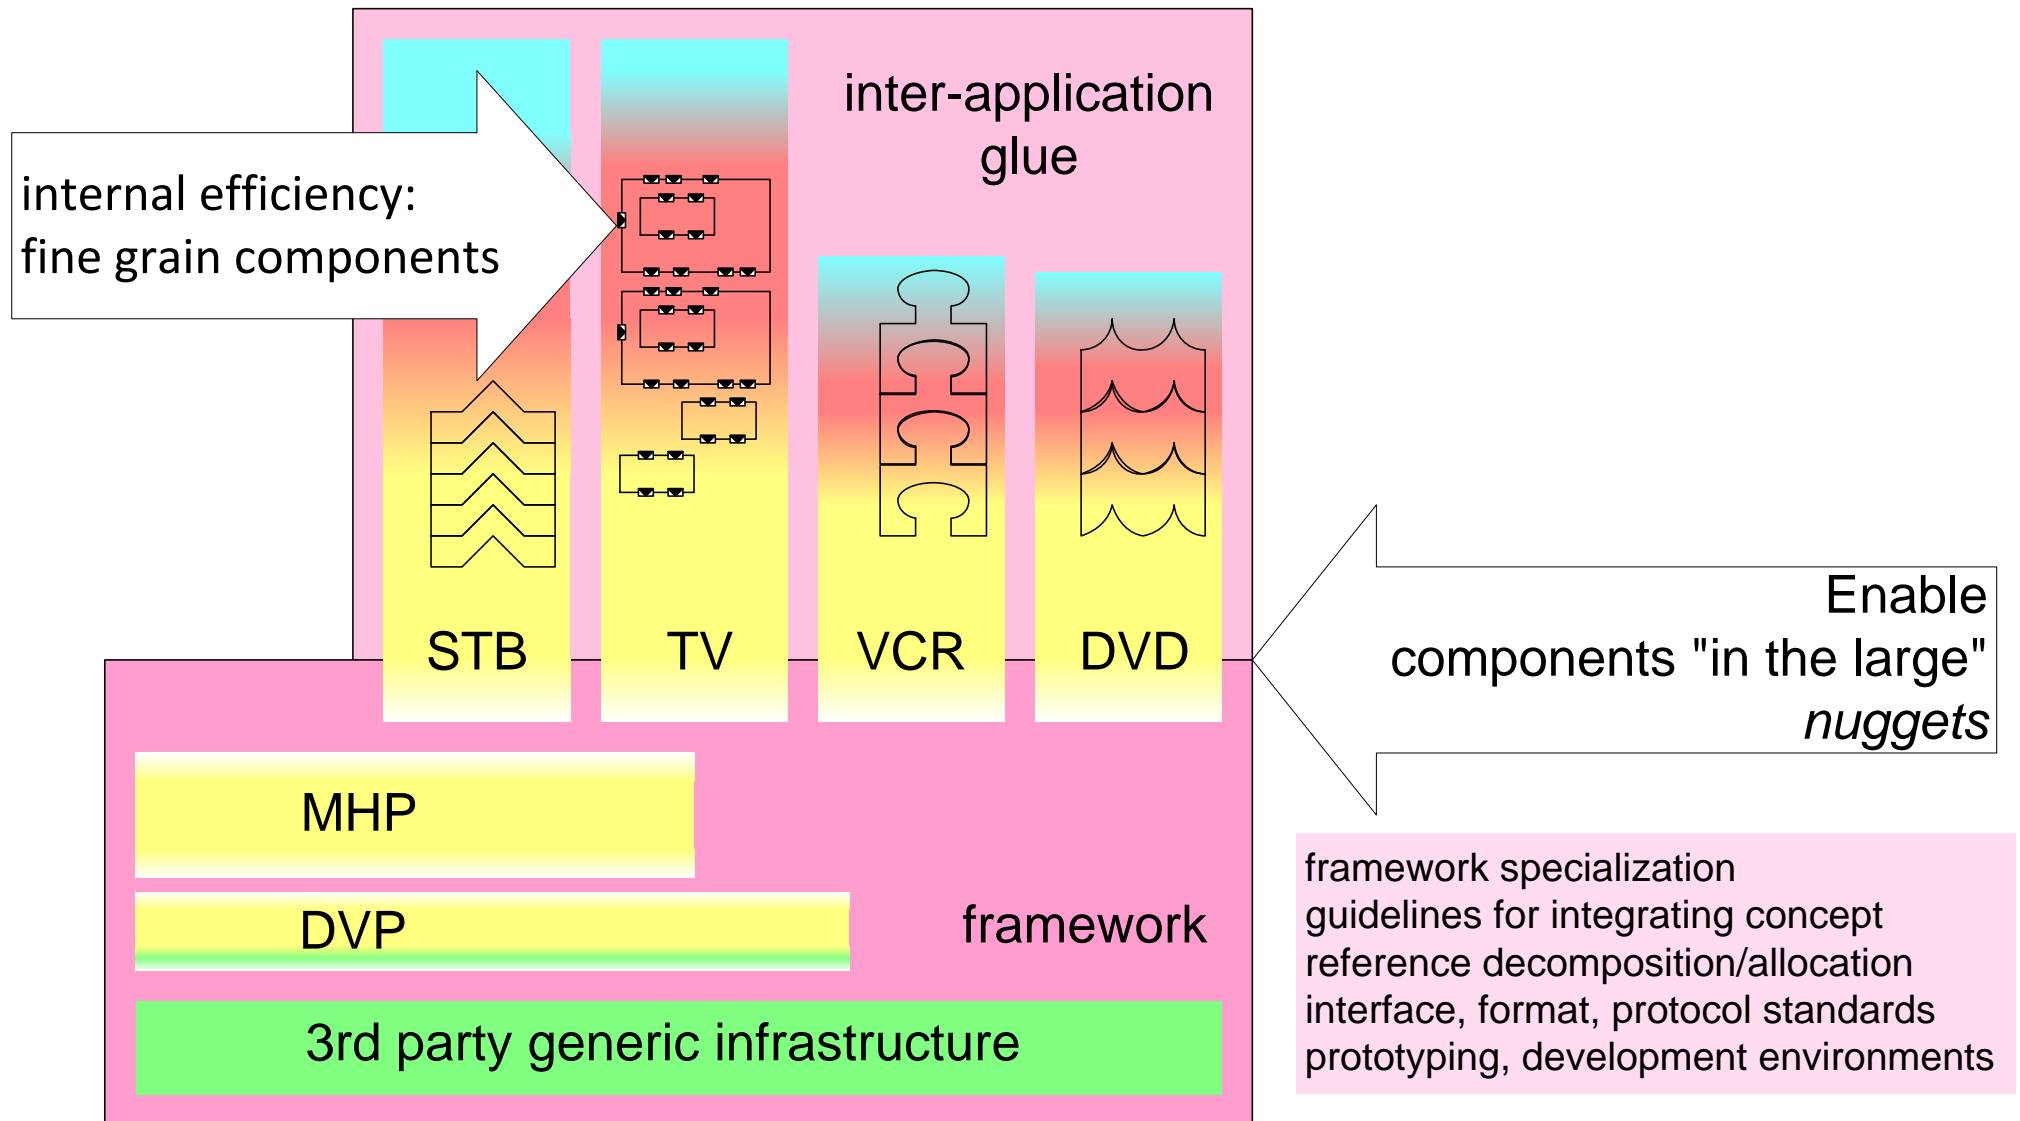 inter-application
glue
internal efficiency:
fine grain components
STB
TV
VCR
DVD
Enable
components "in the large"
nuggets
MHP
DVP
framework
3rd party generic infrastructure
framework specialization
guidelines for integrating concept
reference decomposition/allocation
interface, format, protocol standards
prototyping, development environments